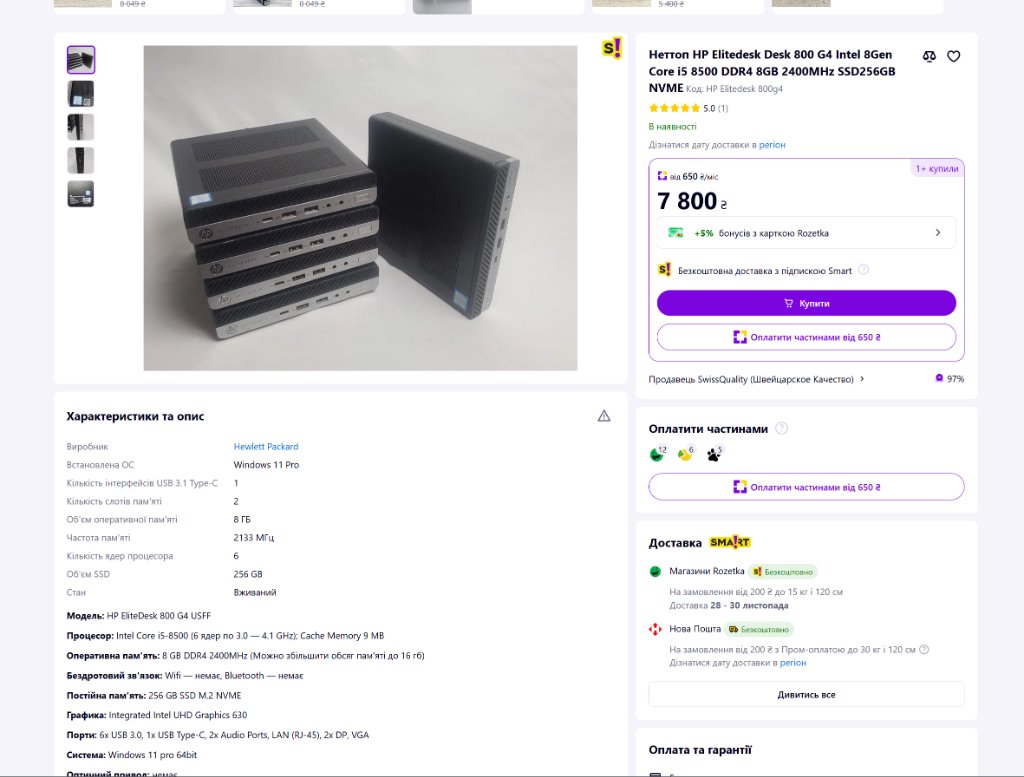 8 049 ₴
8 049 ₴
5 400 ₴
S!
Неттоп HP Elitedesk Desk 800 G4 Intel 8Gen
Core i5 8500 DDR4 8GB 2400MHz SSD256GB
NVME Код: HP Elitedesk 800g4
5.0 (1)
В наявності
Дізнатися дату доставки в регіон
1+ купили
від 650 ₴/міс
7 800 ₴
+5% бонусів з карткою Rozetka
S! Безкоштовна доставка з підпискою Smart
Купити
Оплатити частинами від 650 ₴
Продавець SwissQuality (Швейцарское Качество)
97%
Оплатити частинами
12 6 5
Оплатити частинами від 650 ₴
Доставка SMA!RT
Магазини Rozetka S! Безкоштовно
На замовлення від 200 ₴ до 15 кг і 120 см
Доставка 28 - 30 листопада
Нова Пошта Безкоштовно
На замовлення від 200 ₴ з Пром-оплатою до 30 кг і 120 см
Дізнатися дату доставки в регіон
Дивитись все
Оплата та гарантії
Характеристики та опис
Виробник Hewlett Packard
Встановлена ОС Windows 11 Pro
Кількість інтерфейсів USB 3.1 Type-C 1
Кількість слотів пам'яті 2
Об'єм оперативної пам'яті 8 ГБ
Частота пам'яті 2133 МГц
Кількість ядер процесора 6
Об'єм SSD 256 GB
Стан Вживаний
Модель: HP EliteDesk 800 G4 USFF
Процесор: Intel Core i5-8500 (6 ядер по 3.0 — 4.1 GHz); Cache Memory 9 MB
Оперативна пам'ять: 8 GB DDR4 2400MHz (Можно збільшити обсяг пам'яті до 16 гб)
Бездротовий зв'язок: Wifi — немає, Bluetooth — немає
Постійна пам'ять: 256 GB SSD M.2 NVME
Графика: Integrated Intel UHD Graphics 630
Порти: 6x USB 3.0, 1x USB Type-C, 2x Audio Ports, LAN (RJ-45), 2x DP, VGA
Система: Windows 11 pro 64bit
Оптичний привод: немає